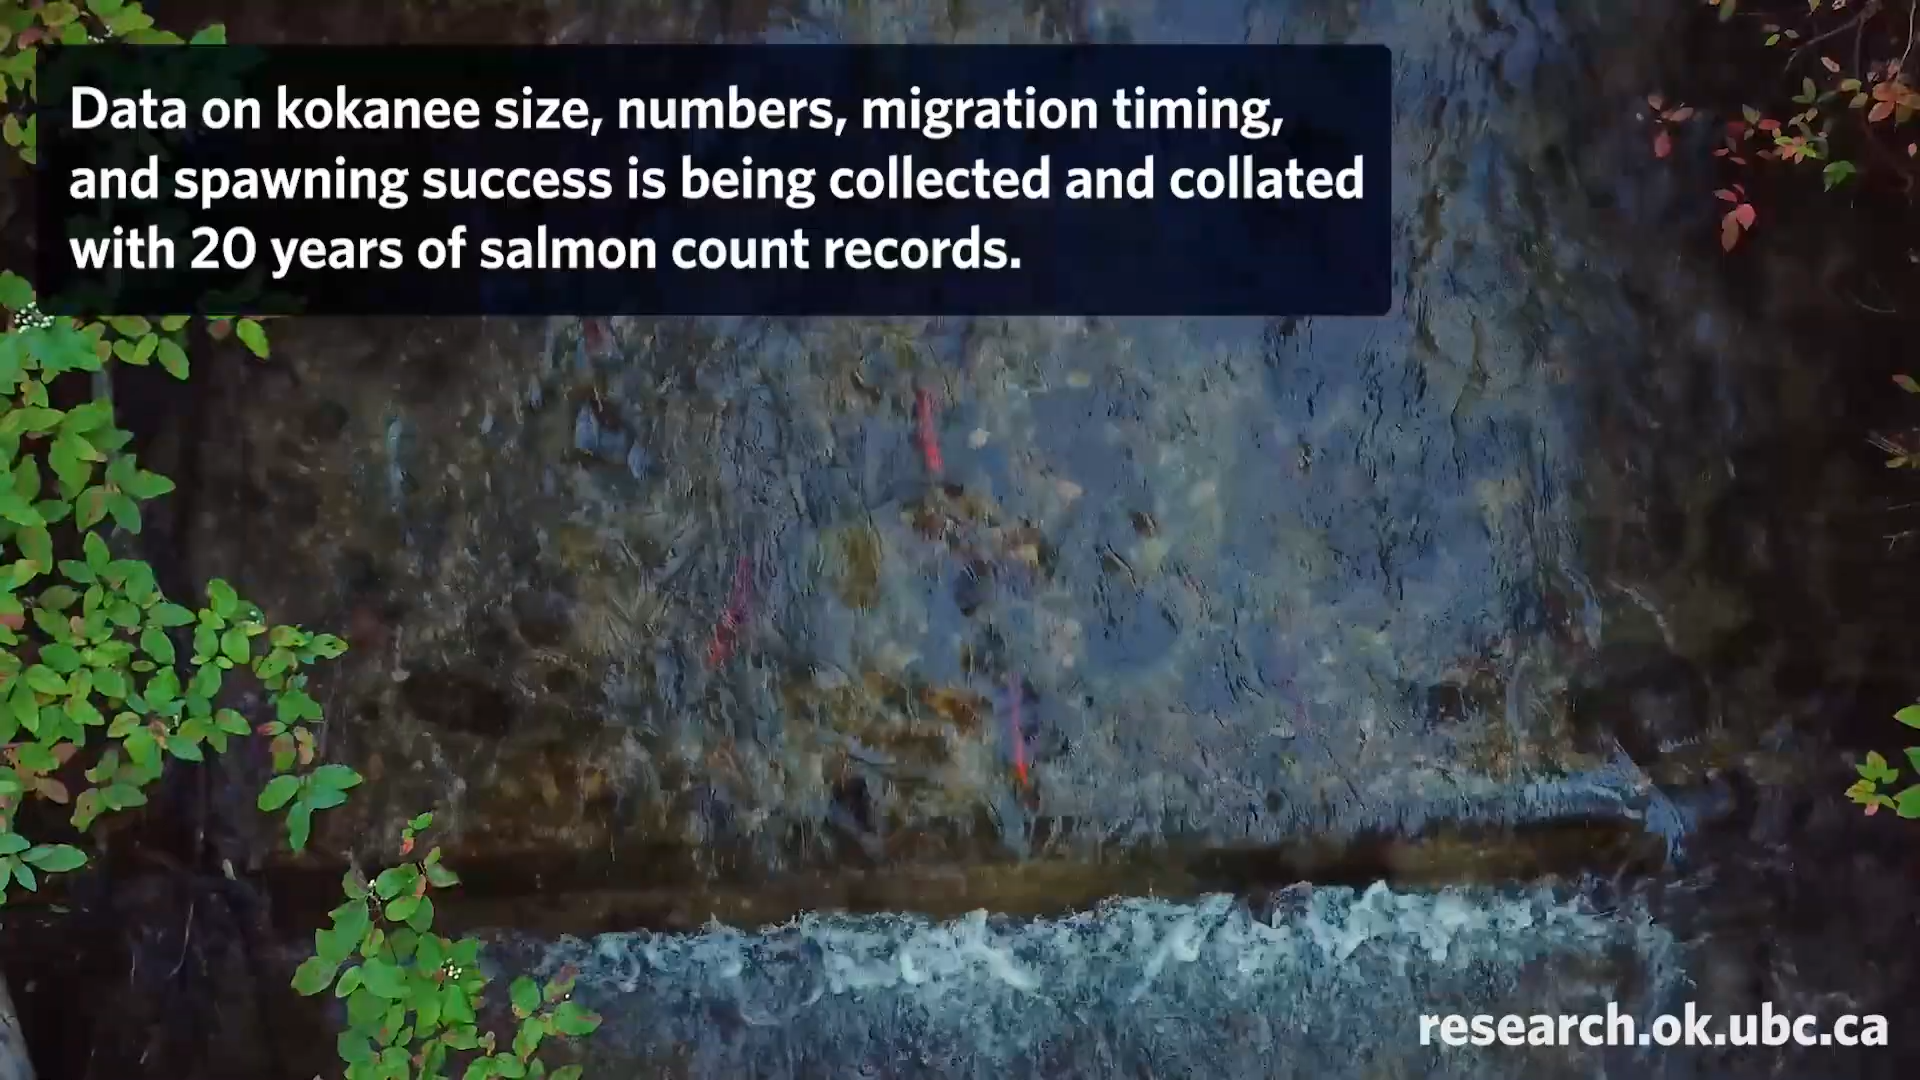 Data on kokanee size, numbers, migration timing,
and spawning success is being collected and collated
with 20 years of salmon count records.
research.ok.ubc.ca